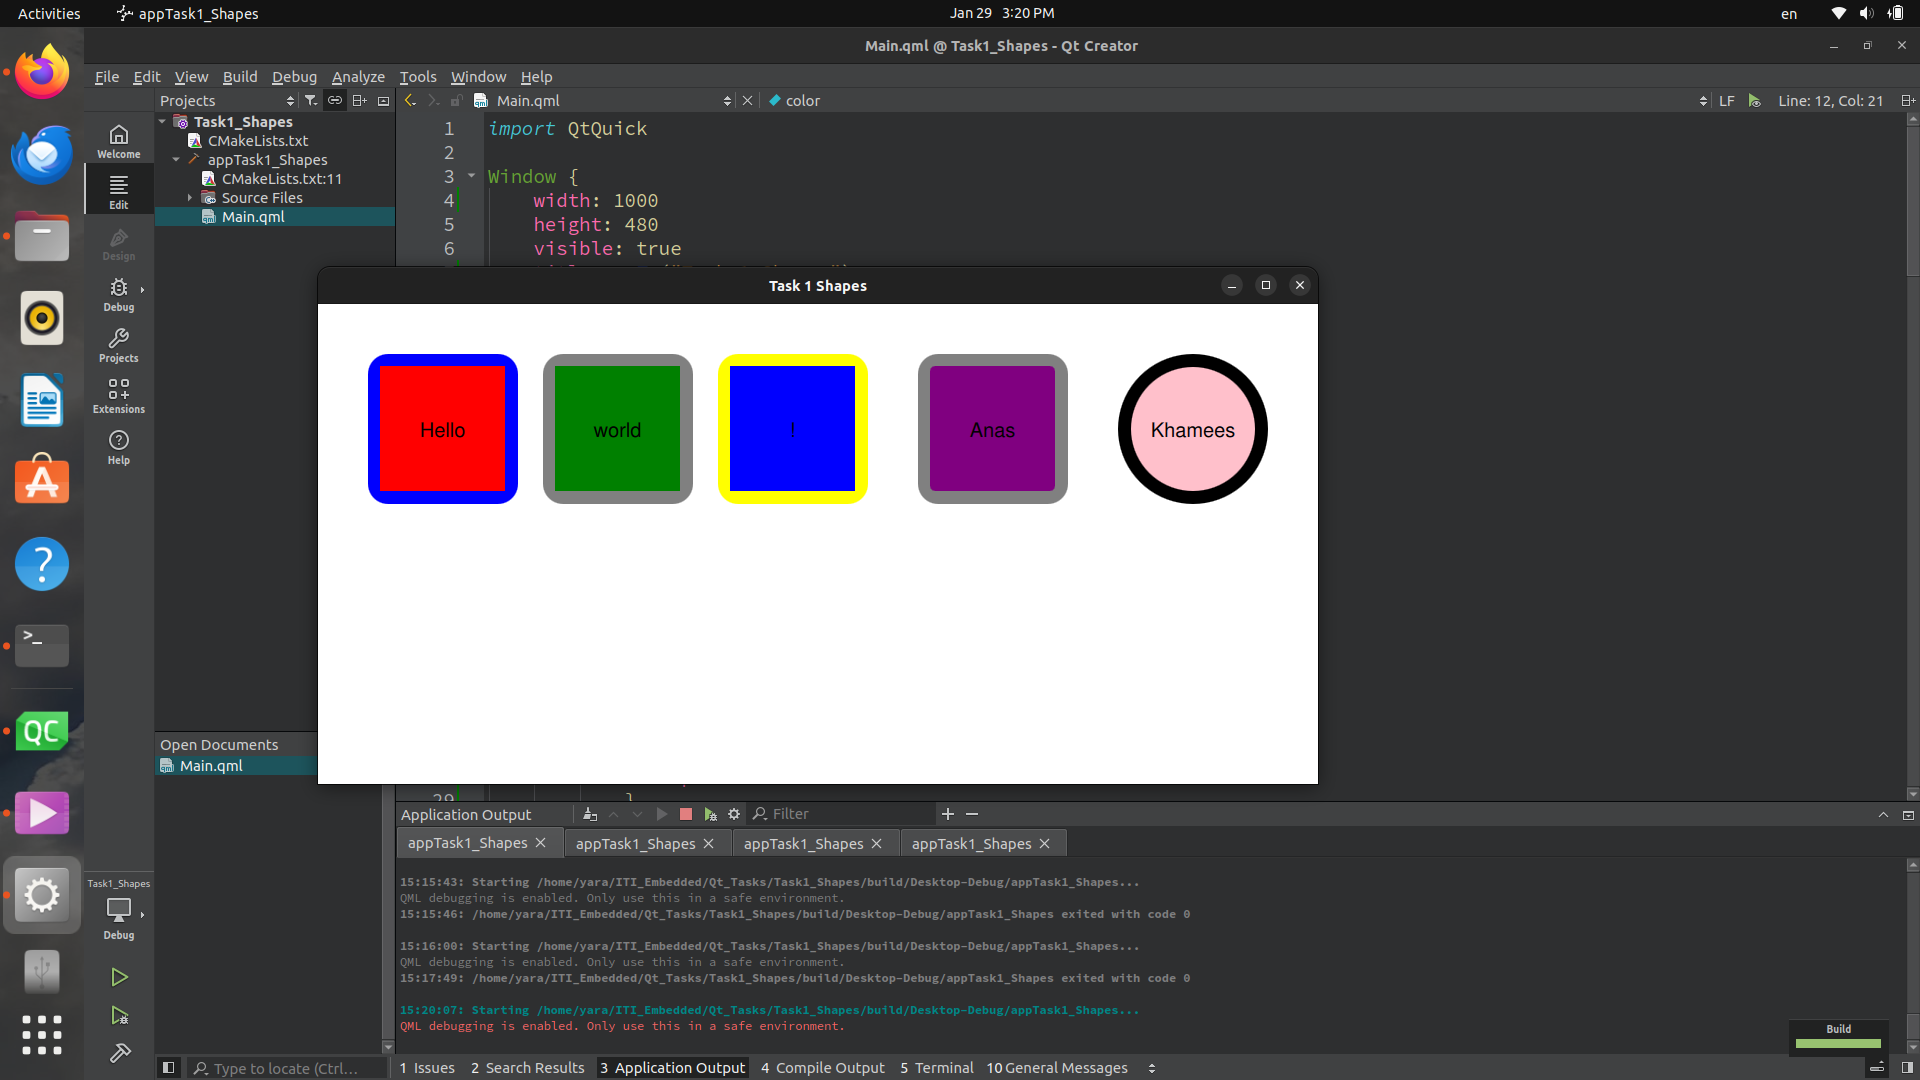 Activities
appTask1_Shapes
Jan 29 3:20 PM
en
Main.qml @ Task1_Shapes - Qt Creator
File Edit View Build Debug Analyze Tools Window Help
Projects
Main.qml
color
LF
Line: 12, Col: 21
Welcome
Edit
Design
Debug
Projects
Extensions
Help
Task1_Shapes
CMakeLists.txt
appTask1_Shapes
CMakeLists.txt:11
Source Files
Main.qml
1 import QtQuick
2
3 Window {
4 width: 1000
5 height: 480
6 visible: true
Task 1 Shapes
Hello
world
!
Anas
Khamees
Open Documents
Main.qml
29 }
Application Output
Filter
appTask1_Shapes
appTask1_Shapes
appTask1_Shapes
appTask1_Shapes
15:15:43: Starting /home/yara/ITI_Embedded/Qt_Tasks/Task1_Shapes/build/Desktop-Debug/appTask1_Shapes...
QML debugging is enabled. Only use this in a safe environment.
15:15:46: /home/yara/ITI_Embedded/Qt_Tasks/Task1_Shapes/build/Desktop-Debug/appTask1_Shapes exited with code 0
15:16:00: Starting /home/yara/ITI_Embedded/Qt_Tasks/Task1_Shapes/build/Desktop-Debug/appTask1_Shapes...
QML debugging is enabled. Only use this in a safe environment.
15:17:49: /home/yara/ITI_Embedded/Qt_Tasks/Task1_Shapes/build/Desktop-Debug/appTask1_Shapes exited with code 0
15:20:07: Starting /home/yara/ITI_Embedded/Qt_Tasks/Task1_Shapes/build/Desktop-Debug/appTask1_Shapes...
QML debugging is enabled. Only use this in a safe environment.
Task1_Shapes
Debug
QC
Build
Type to locate (Ctrl...
1 Issues 2 Search Results 3 Application Output 4 Compile Output 5 Terminal 10 General Messages